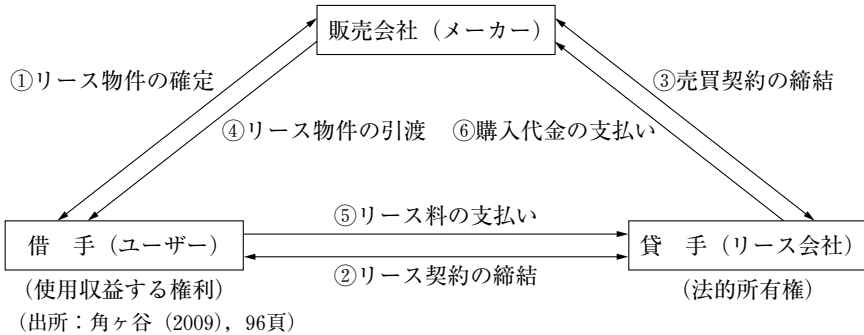 販売会社（メーカー）
①リース物件の確定
③売買契約の締結
④リース物件の引渡
⑥購入代金の支払い
⑤リース料の支払い
借　手（ユーザー）
貸　手（リース会社）
②リース契約の締結
（使用収益する権利）
（法的所有権）
（出所：角ヶ谷（2009），96頁）